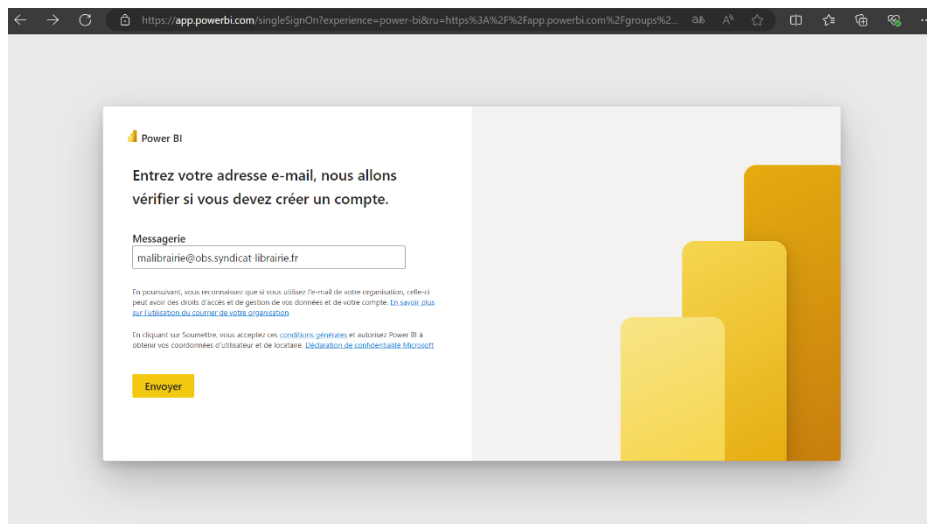 https://app.powerbi.com/singleSignOn?experience=power-bi&ru=https%3A%2F%2Fapp.powerbi.com%2Fgroups%2...
Power BI
Entrez votre adresse e-mail, nous allons
vérifier si vous devez créer un compte.
Messagerie
malibrairie@obs.syndicat-librairie.fr
En poursuivant, vous reconnaissez que si vous utilisez l'e-mail de votre organisation, celle-ci
peut avoir des droits d'accès et de gestion de vos données et de votre compte. En savoir plus
sur l'utilisation du courrier de votre organisation
En cliquant sur Soumettre, vous acceptez ces conditions générales et autorisez Power BI à
obtenir vos coordonnées d'utilisateur et de locataire. Déclaration de confidentialité Microsoft
Envoyer